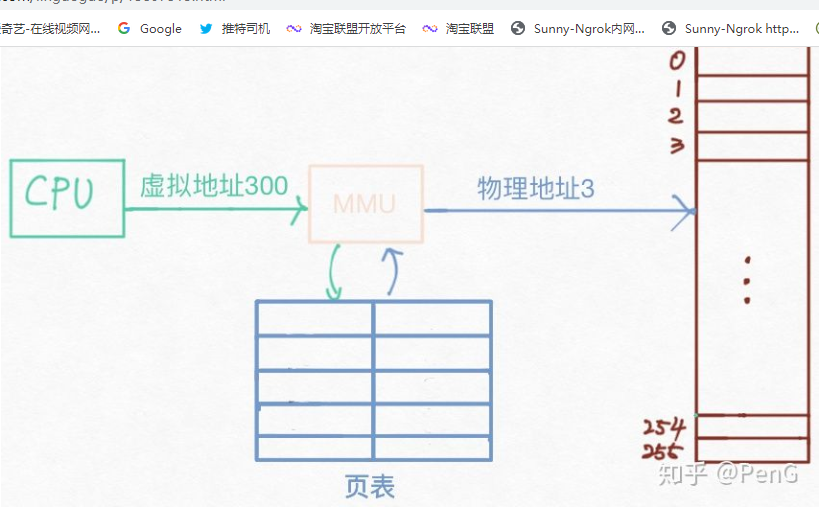 奇艺-在线视频网...
Google
推特司机
淘宝联盟开放平台
淘宝联盟
Sunny-Ngrok内网...
Sunny-Ngrok http...
0
1
2
3
CPU
虚拟地址300
MMU
物理地址3
254
255
页表
知乎 @PenG